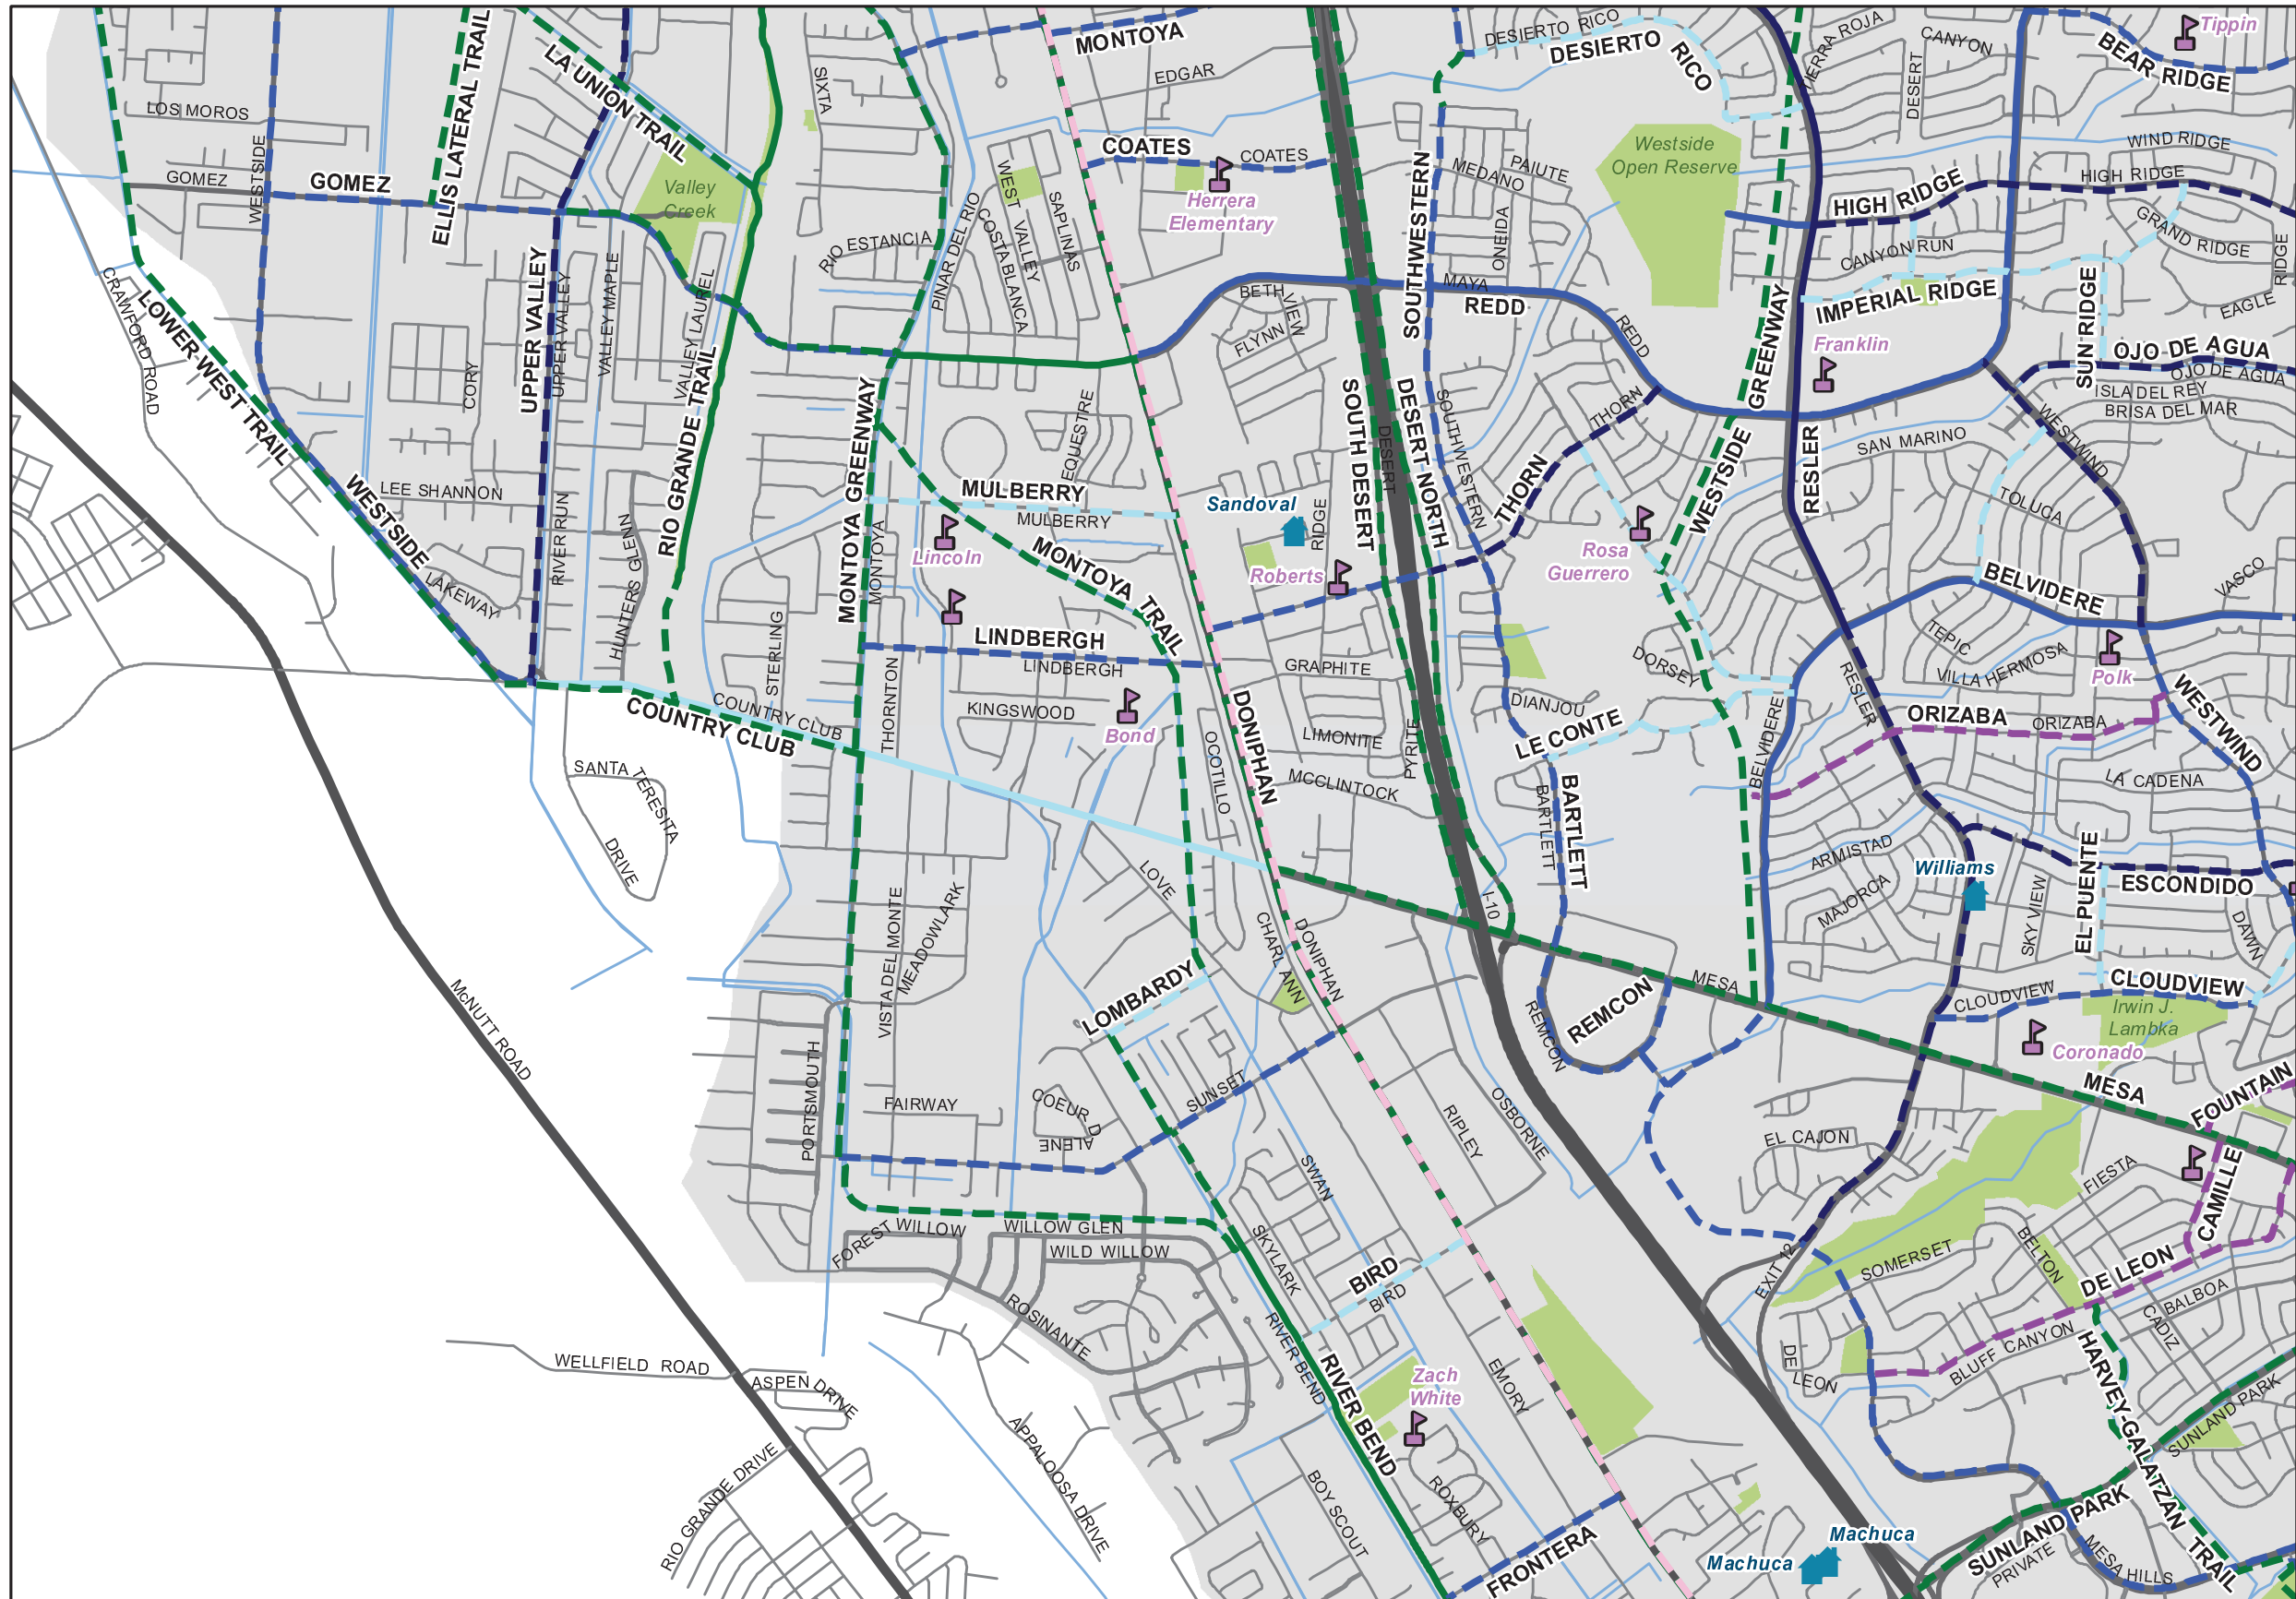 Tippin
MONTOYA
DESIERTO RICO
DESIERTO
RICO
TIERRA ROJA
CANYON
BEAR RIDGE
ELLIS LATERAL TRAIL
LA UNION TRAIL
SIXTA
EDGAR
DESERT
LOS MOROS
WESTSIDE
GOMEZ
GOMEZ
Valley
Creek
COATES
COATES
Herrera
Elementary
SOUTHWESTERN
MEDANO
PAIUTE
ONEIDA
Westside
Open Reserve
WIND RIDGE
HIGH RIDGE
HIGH RIDGE
GRAND RIDGE
CANYON RUN
IMPERIAL RIDGE
EAGLE
RIDGE
WEST VALLEY
SAPLINAS
COSTA BLANCA
PINAR DEL RIO
RIO ESTANCIA
CRAWFORD ROAD
LOWER WEST TRAIL
UPPER VALLEY
UPPER VALLEY
VALLEY MAPLE
VALLEY LAUREL
RIO GRANDE TRAIL
CORY
BETH
VIEW
FLYNN
MAYA
REDD
REDD
Franklin
SUN RIDGE
OJO DE AGUA
OJO DE AGUA
ISLA DEL REY
BRISA DEL MAR
WESTWIND
SAN MARINO
TOLUCA
WESTSIDE
GREENWAY
RESLER
THORN
THORN
SOUTHWESTERN
SOUTH DESERT
DESERT
DESERT NORTH
MONTOYA GREENWAY
MONTOYA
EQUESTRE
LEE SHANNON
WESTSIDE
LAKEWAY
RIVER RUN
HUNTERS GLENN
MULBERRY
MULBERRY
Lincoln
MONTOYA TRAIL
Sandoval
RIDGE
Roberts
Rosa
Guerrero
BELVIDERE
VASCO
TEPIC
VILLA HERMOSA
Polk
DORSEY
RESLER
LINDBERGH
LINDBERGH
GRAPHITE
STERLING
THORNTON
KINGSWOOD
Bond
COUNTRY CLUB
COUNTRY CLUB
DONIPHAN
OCOTILLO
LIMONITE
PYRITE
MCCLINTOCK
DIANJOU
LE CONTE
BELVIDERE
ORIZABA
ORIZABA
WESTWIND
LA CADENA
SANTA TERESITA
DRIVE
BARTLETT
BARTLETT
ARMISTAD
MAJORCA
Williams
EL PUENTE
ESCONDIDO
SKY VIEW
DAWN
LOVE
MEADOWLARK
VISTA DEL MONTE
CHARL ANN
DONIPHAN
I-10
LOMBARDY
REMCON
REMCON
MESA
CLOUDVIEW
CLOUDVIEW
Irwin J.
Lambka
Coronado
MESA
FOUNTAIN
McNUTT ROAD
PORTSMOUTH
FAIRWAY
COEUR D
ALENE
SUNSET
RIPLEY
OSBORNE
EL CAJON
FIESTA
CAMILLE
SWAN
FOREST WILLOW
WILLOW GLEN
WILD WILLOW
SKYLARK
BIRD
BIRD
EXIT 12
SOMERSET
BELTON
DE LEON
BALBOA
CADIZ
ROSINANTE
RIVER BEND
RIVER BEND
EMORY
BLUFF CANYON
DE LEON
HARVEY-GALATZAN TRAIL
WELLFIELD ROAD
ASPEN DRIVE
Zach
White
ROXBURY
BOY SCOUT
APPALOOSA DRIVE
RIO GRANDE DRIVE
FRONTERA
Machuca
Machuca
SUNLAND PARK
SUNLAND PARK
PRIVATE
MESA HILLS